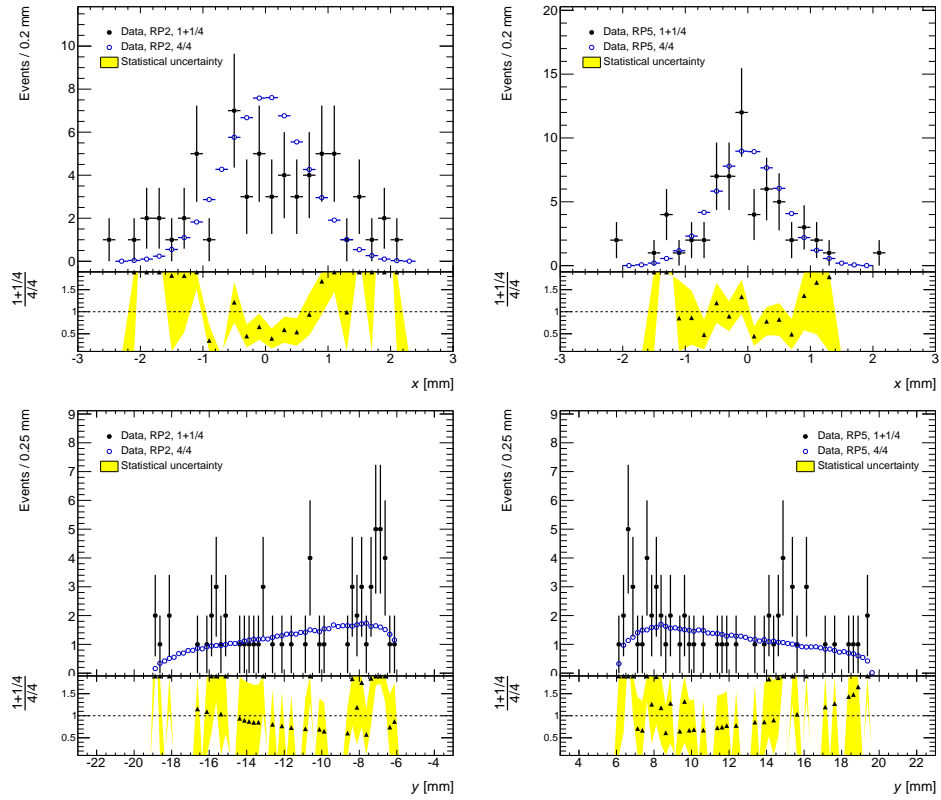 Events / 0.2 mm
10
8
6
4
2
0
Data, RP2, 1+1/4
Data, RP2, 4/4
Statistical uncertainty
1+1/4
4/4
1.5
1
0.5
-3 -2 -1 0 1 2 3
x [mm]
Events / 0.2 mm
20
15
10
5
0
Data, RP5, 1+1/4
Data, RP5, 4/4
Statistical uncertainty
1+1/4
4/4
1.5
1
0.5
-3 -2 -1 0 1 2 3
x [mm]
Events / 0.25 mm
9
8
7
6
5
4
3
2
1
0
Data, RP2, 1+1/4
Data, RP2, 4/4
Statistical uncertainty
1+1/4
4/4
1.5
1
0.5
-22 -20 -18 -16 -14 -12 -10 -8 -6 -4
y [mm]
Events / 0.25 mm
9
8
7
6
5
4
3
2
1
0
Data, RP5, 1+1/4
Data, RP5, 4/4
Statistical uncertainty
1+1/4
4/4
1.5
1
0.5
4 6 8 10 12 14 16 18 20 22
y [mm]